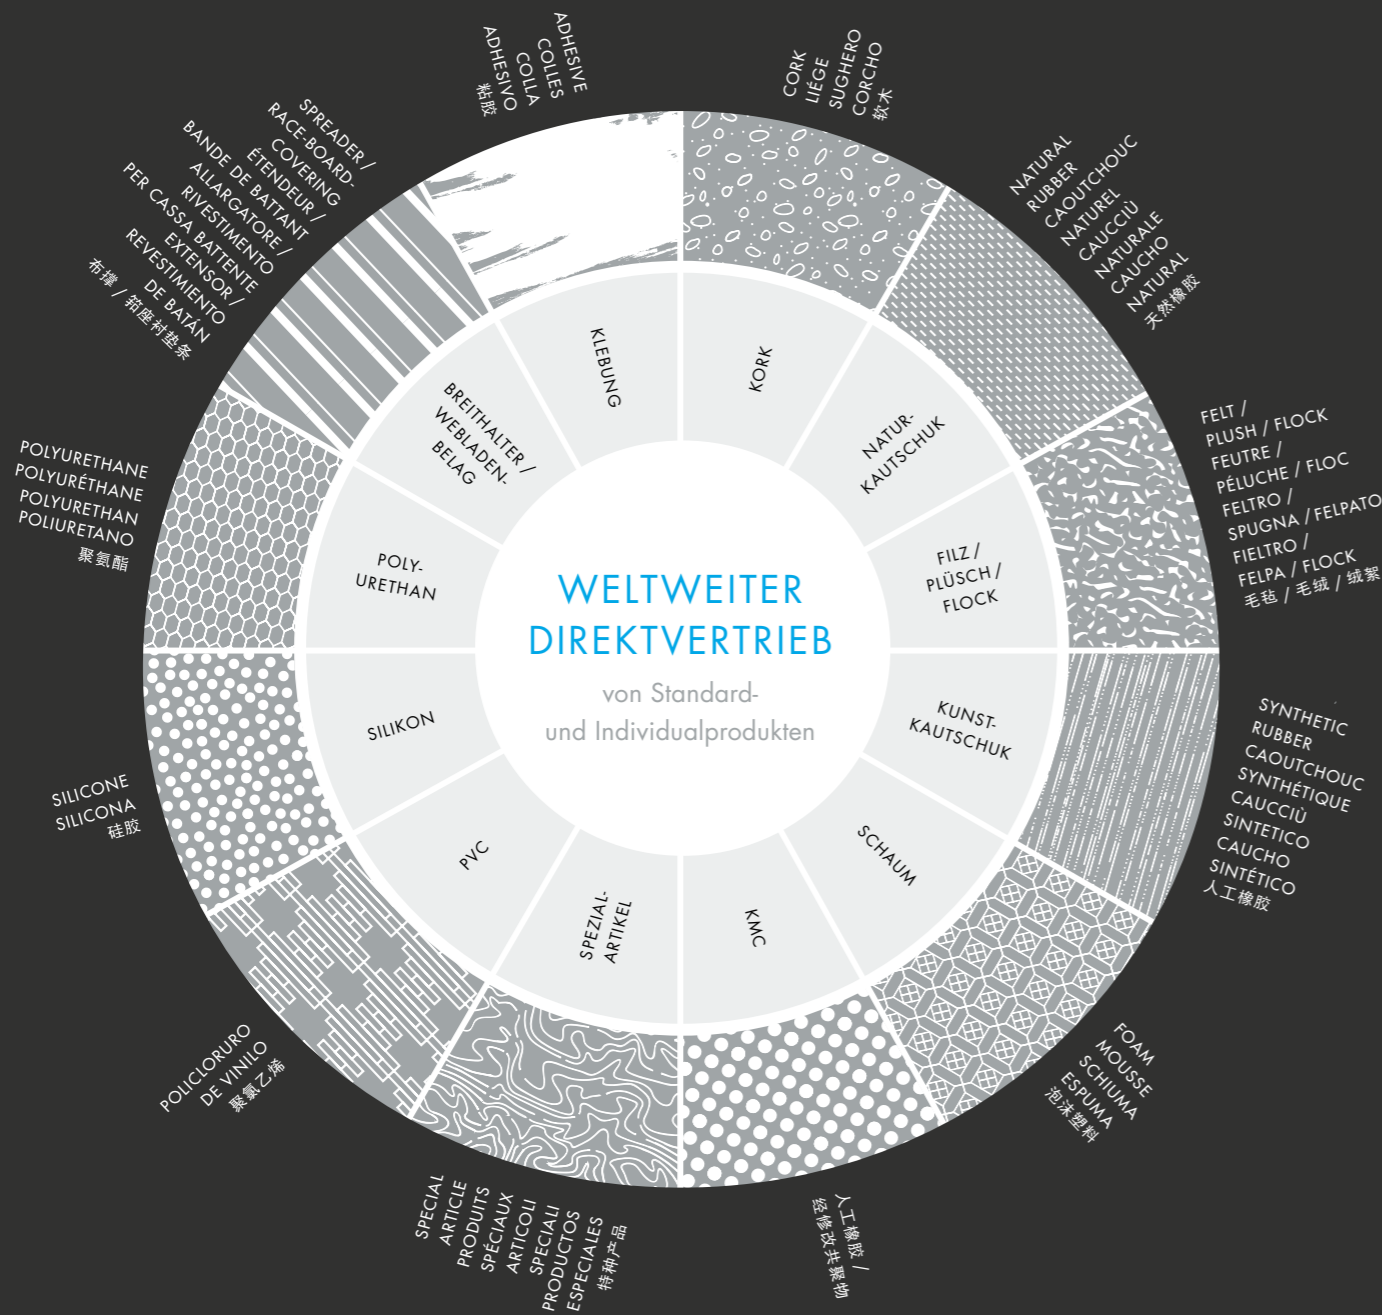 WELTWEITER
DIREKTVERTRIEB
von Standard-
und Individualprodukten
KORK
NATUR-
KAUTSCHUK
FILZ /
PLÜSCH /
FLOCK
KUNST-
KAUTSCHUK
SCHAUM
KMC
SPEZIAL-
ARTIKEL
PVC
SILIKON
POLY-
URETHAN
BREITHALTER /
WEBLADEN-
BELAG
KLEBUNG
CORK
LIÉGE
SUGHERO
CORCHO
软木
NATURAL
RUBBER
CAOUTCHOUC
NATUREL
CAUCCIÙ
NATURALE
CAUCHO
NATURAL
天然橡胶
FELT /
PLUSH / FLOCK
FEUTRE /
PÉLUCHE / FLOC
FELTRO /
SPUGNA / FELPATO
FIELTRO /
FELPA / FLOCK
毛毡 / 毛绒 / 绒絮
SYNTHETIC
RUBBER
CAOUTCHOUC
SYNTHÉTIQUE
CAUCCIÙ
SINTETICO
CAUCHO
SINTÉTICO
人工橡胶
FOAM
MOUSSE
SCHIUMA
ESPUMA
泡沫塑料
人工橡胶 /
经修改共聚物
SPECIAL
ARTICLE
PRODUITS
SPÉCIAUX
ARTICOLI
SPECIALI
PRODUCTOS
ESPECIALES
特种产品
POLICLORURO
DE VINILO
聚氯乙烯
SILICONE
SILICONA
硅胶
POLYURETHANE
POLYURÉTHANE
POLYURETHAN
POLIURETANO
聚氨酯
SPREADER /
RACE-BOARD-
COVERING
ÉTENDEUR /
BANDE DE BATTANT
ALLARGATORE /
RIVESTIMENTO
PER CASSA BATTENTE
EXTENSOR /
REVESTIMIENTO
DE BATÁN
布撑 / 筘座衬垫条
ADHESIVE
COLLES
COLLA
ADHESIVO
粘胶